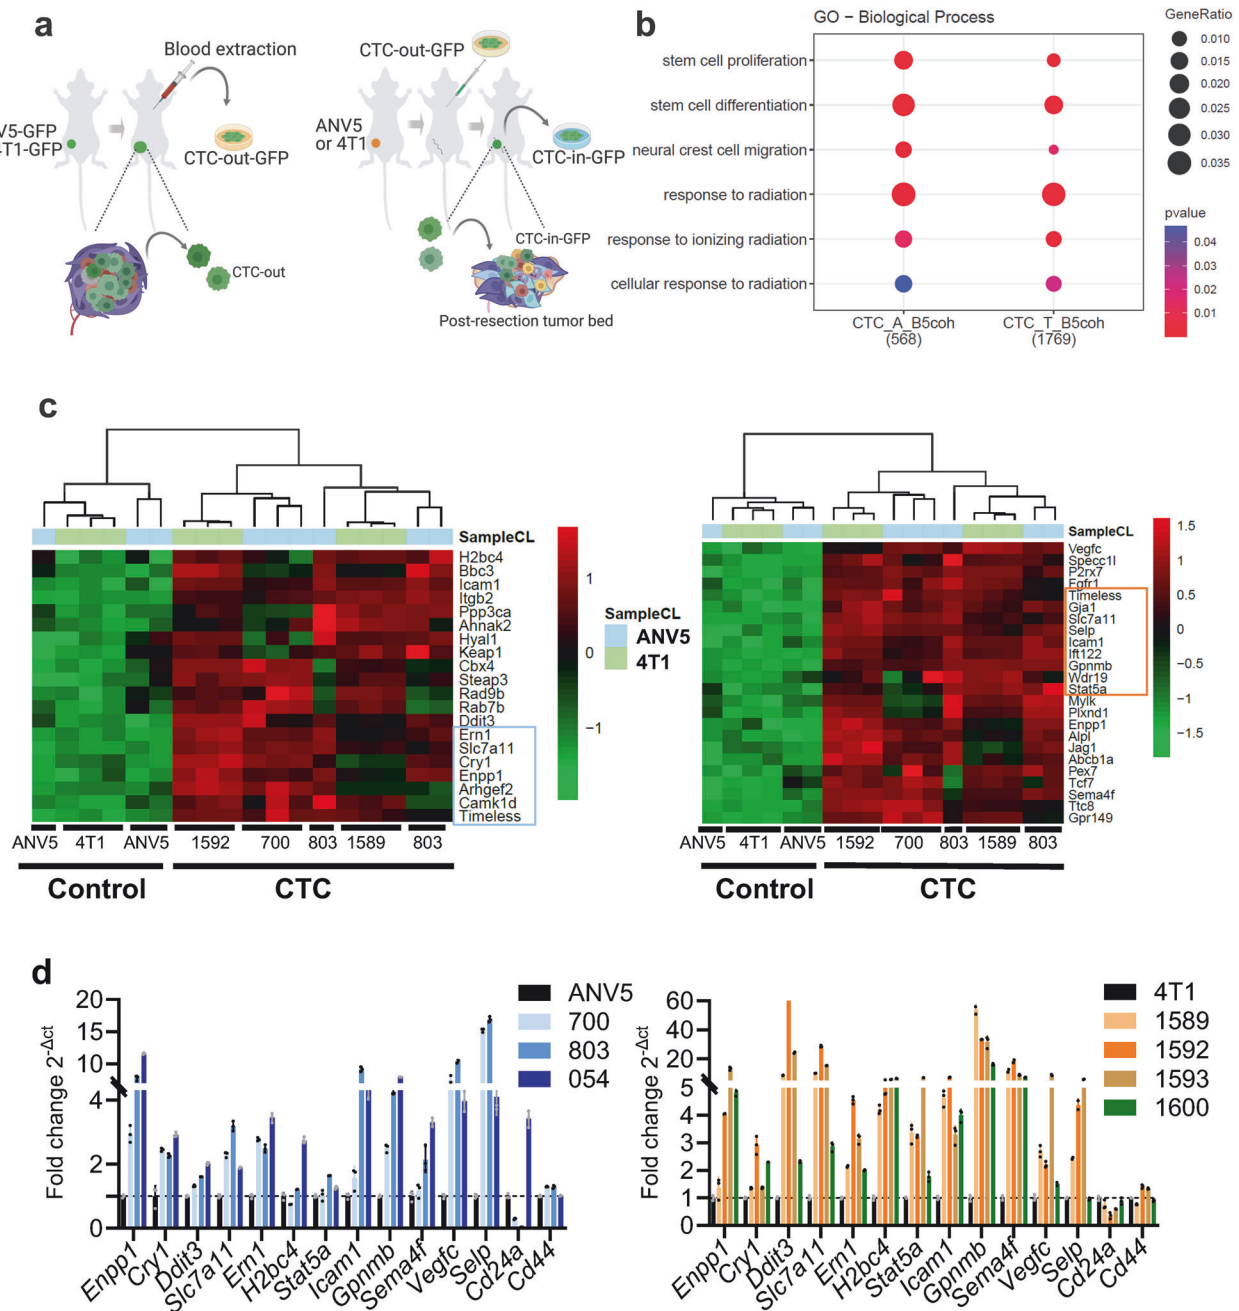 a
Blood extraction
V5-GFP
4T1-GFP
CTC-out-GFP
CTC-out
CTC-out-GFP
ANV5
or 4T1
CTC-in-GFP
CTC-in-GFP
Post-resection tumor bed
b
GO − Biological Process
stem cell proliferation
stem cell differentiation
neural crest cell migration
response to radiation
response to ionizing radiation
cellular response to radiation
CTC_A_B5coh
(568)
CTC_T_B5coh
(1769)
GeneRatio
0.010
0.015
0.020
0.025
0.030
0.035
pvalue
0.04
0.03
0.02
0.01
c
SampleCL
H2bc4
Bbc3
Icam1
Itgb2
Ppp3ca
Ahnak2
Hyal1
Keap1
Cbx4
Steap3
Rad9b
Rab7b
Ddit3
Ern1
Slc7a11
Cry1
Enpp1
Arhgef2
Camk1d
Timeless
1
0
−1
SampleCL
ANV5
4T1
ANV5 4T1 ANV5 1592 700 803 1589 803
Control CTC
SampleCL
Vegfc
Specc1l
P2rx7
Egfr1
Timeless
Gja1
Slc7a11
Selp
Icam1
Ift122
Gpnmb
Wdr19
Stat5a
Mylk
Plxnd1
Enpp1
Alpl
Jag1
Abcb1a
Pex7
Tcf7
Sema4f
Ttc8
Gpr149
1.5
1
0.5
0
−0.5
−1
−1.5
ANV5 4T1 ANV5 1592 700 803 1589 803
Control CTC
d
Fold change 2-Δct
20
15
10
4
2
0
ANV5
700
803
054
Enpp1
Cry1
Ddit3
Slc7a11
Erm1
H2bc4
Stat5a
Icam1
Gpnmb
Sema4f
Vegfc
Selp
Cd24a
Cd44
Fold change 2-Δct
60
40
20
5
4
3
2
1
0
4T1
1589
1592
1593
1600
Enpp1
Cry1
Ddit3
Slc7a11
Erm1
H2bc4
Stat5a
Icam1
Gpnmb
Sema4f
Vegfc
Selp
Cd24a
Cd44